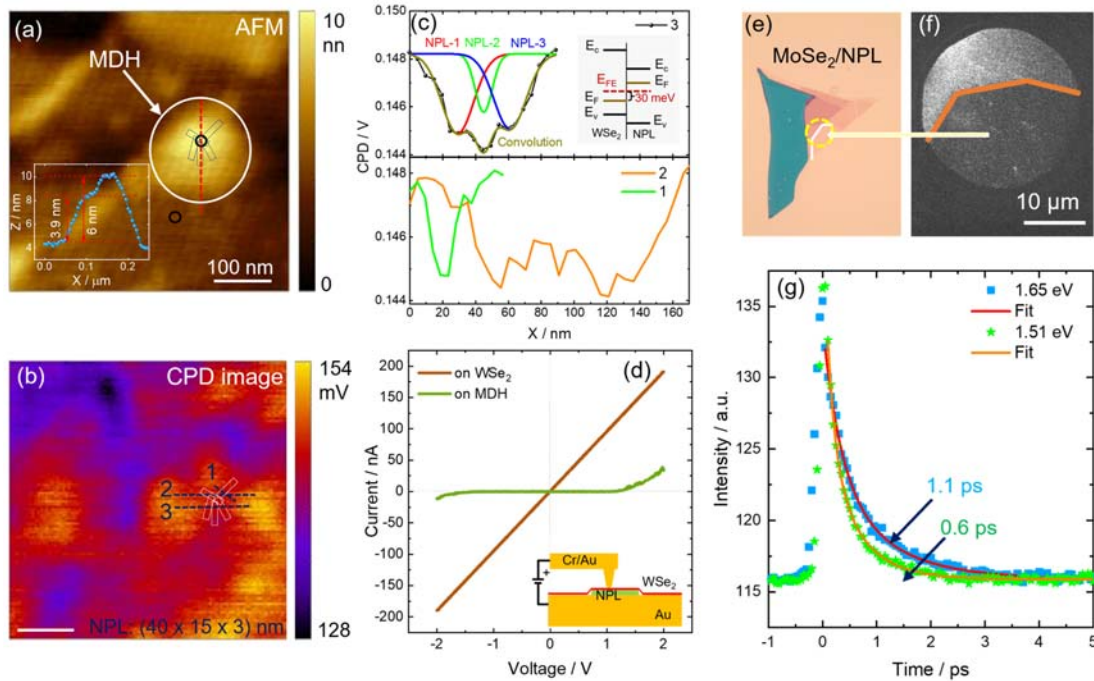 (a)
AFM
MDH
10
nn
0
Z / nm
10
8
6
4
3.9 nm
6 nm
0.0
0.1
0.2
X / µm
100 nm
(b)
CPD image
154
mV
128
1
2
3
NPL: (40 x 15 x 3) nm
(c)
CPD / V
0.150
0.148
0.146
0.144
0.148
0.146
0.144
NPL-1
NPL-2
NPL-3
3
Convolution
Ec
EFE
EF
Ev
WSe2
Ec
EF
30 meV
Ev
NPL
2
1
0 20 40 60 80 100 120 140 160
X / nm
(d)
on WSe2
on MDH
Current / nA
200
150
100
50
0
-50
-100
-150
-200
Cr/Au
+
WSe2
NPL
Au
-2 -1 0 1 2
Voltage / V
(e)
MoSe2/NPL
(f)
10 µm
(g)
1.65 eV
Fit
1.51 eV
Fit
Intensity / a.u.
135
130
125
120
115
110
1.1 ps
0.6 ps
-1 0 1 2 3 4 5
Time / ps